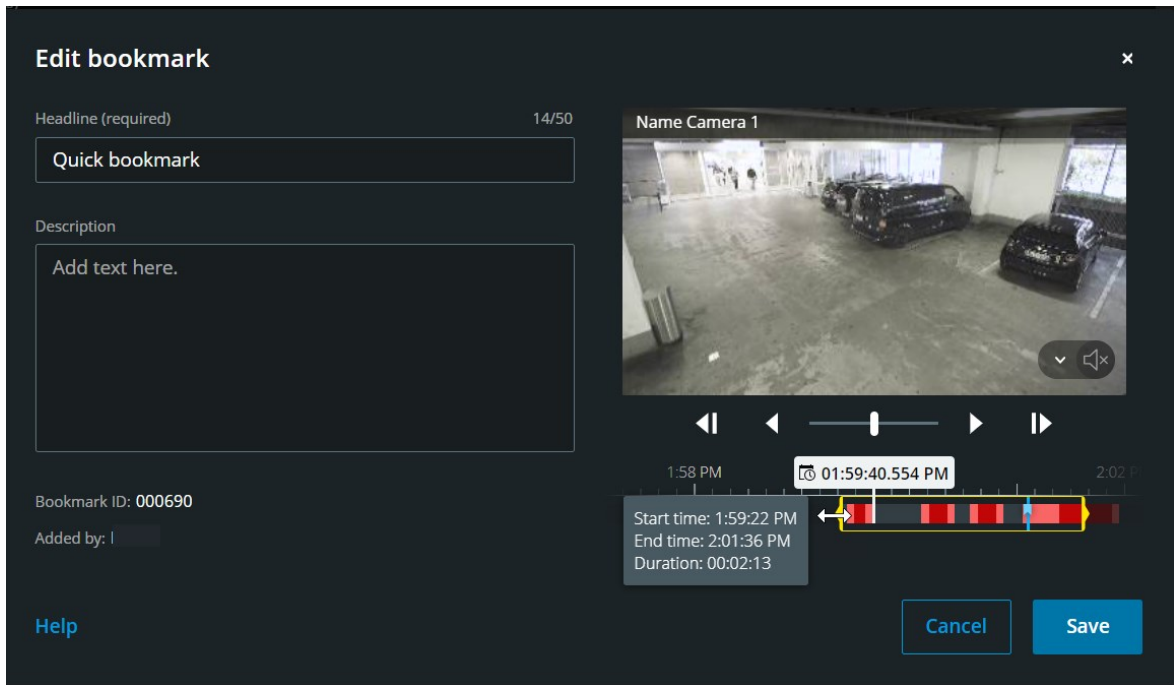 Edit bookmark
Headline (required) 14/50
Quick bookmark
Description
Add text here.
Bookmark ID: 000690
Added by:
Help
Name Camera 1
1:58 PM
01:59:40.554 PM
2:02 P
Start time: 1:59:22 PM
End time: 2:01:36 PM
Duration: 00:02:13
Cancel
Save